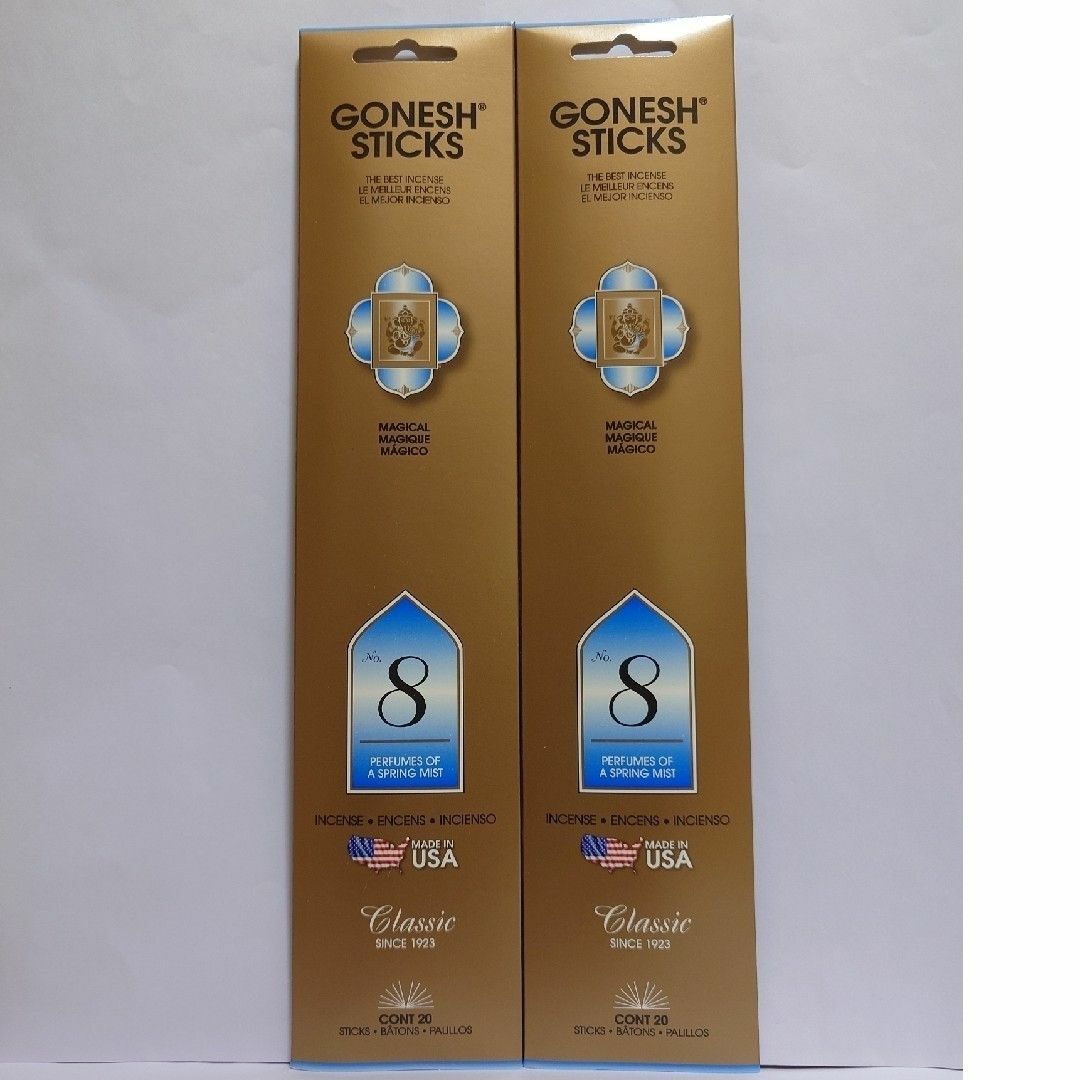 GONESH®
STICKS
THE BEST INCENSE
LE MEILLEUR ENCENS
EL MEJOR INCIENSO
MAGICAL
MAGIQUE
MÁGICO
No.
8
PERFUMES OF
A SPRING MIST
INCENSE • ENCENS • INCIENSO
MADE IN
USA
Classic
SINCE 1923
CONT 20
STICKS • BÂTONS • PALILLOS
GONESH®
STICKS
THE BEST INCENSE
LE MEILLEUR ENCENS
EL MEJOR INCIENSO
MAGICAL
MAGIQUE
MÁGICO
No.
8
PERFUMES OF
A SPRING MIST
INCENSE • ENCENS • INCIENSO
MADE IN
USA
Classic
SINCE 1923
CONT 20
STICKS • BÂTONS • PALILLOS